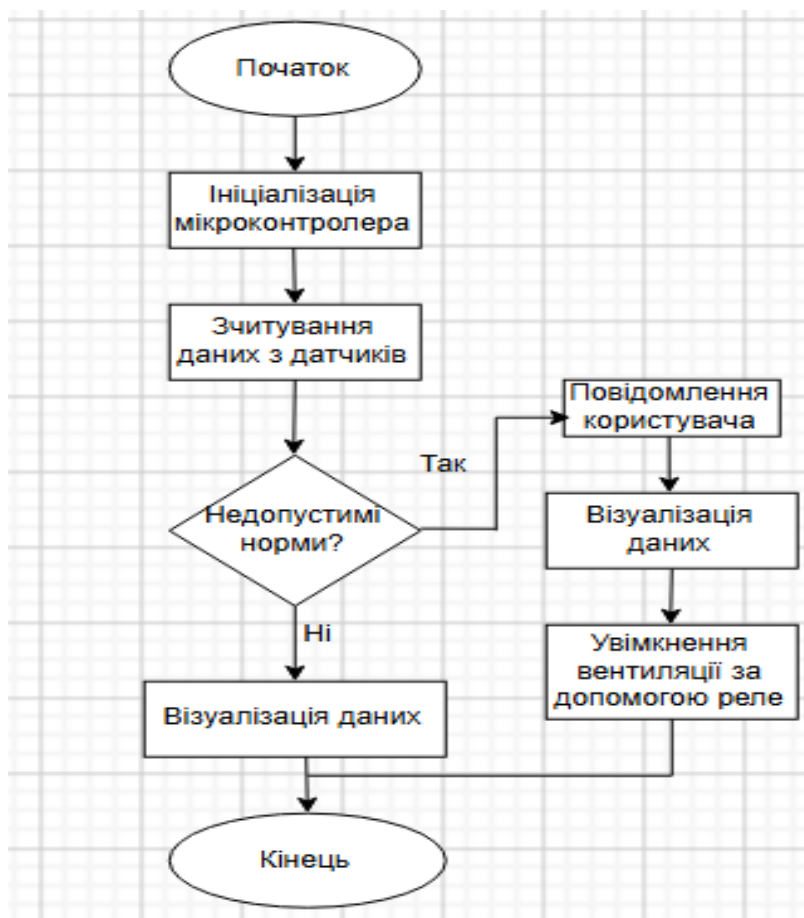 Початок
Ініціалізація
мікроконтролера
Зчитування
даних з датчиків
Повідомлення
користувача
Так
Недопустимі
норми?
Візуалізація
даних
Ні
Увімкнення
вентиляції за
допомогою реле
Візуалізація даних
Кінець